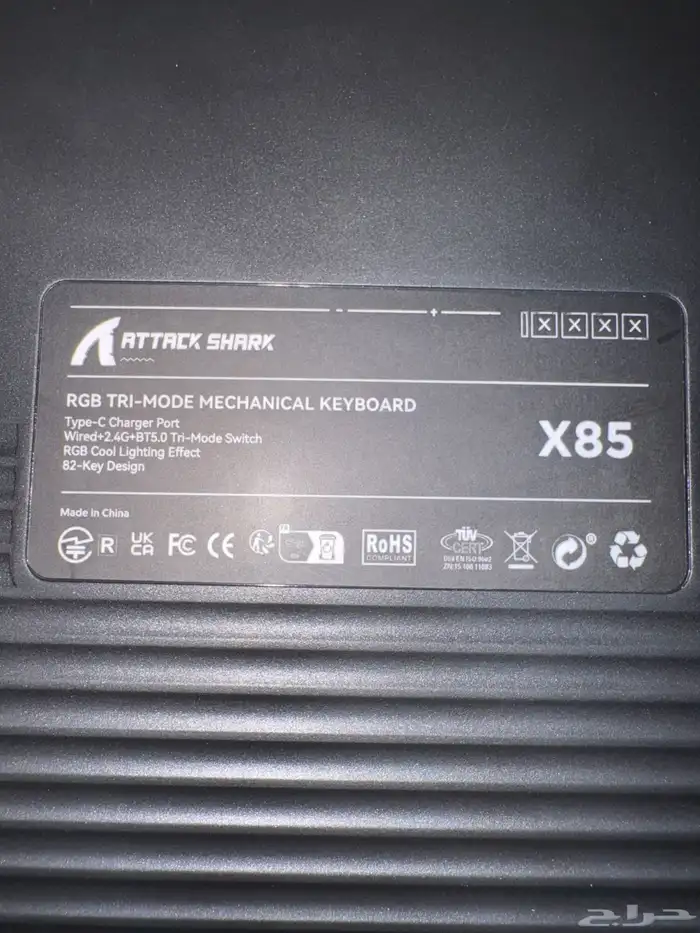 ATTACK SHARK
RGB TRI-MODE MECHANICAL KEYBOARD
Type-C Charger Port
Wired+2.4G+BT5.0 Tri-Mode Switch
RGB Cool Lighting Effect
82-Key Design
X85
Made in China
R UK CA FC CE FR RoHS COMPLIANT TÜV CERT ®
حراج